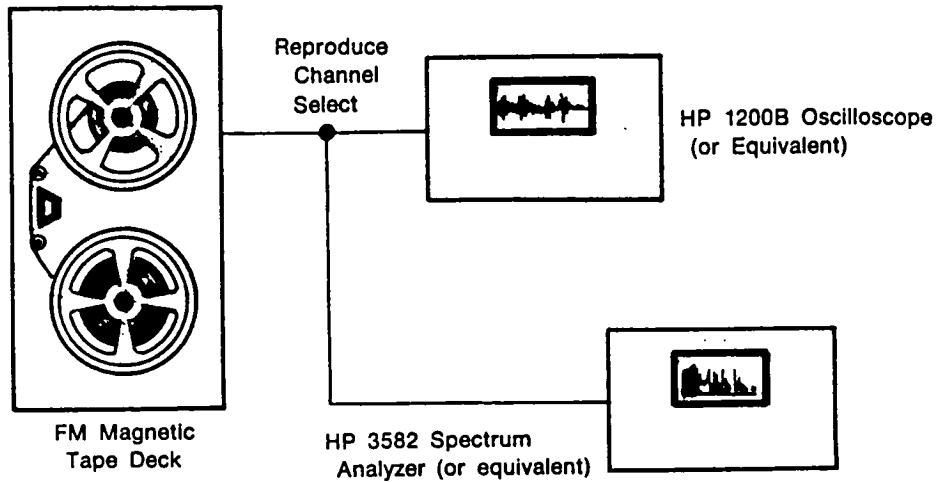 Reproduce
Channel
Select
HP 1200B Oscilloscope
(or Equivalent)
FM Magnetic
Tape Deck
HP 3582 Spectrum
Analyzer (or equivalent)